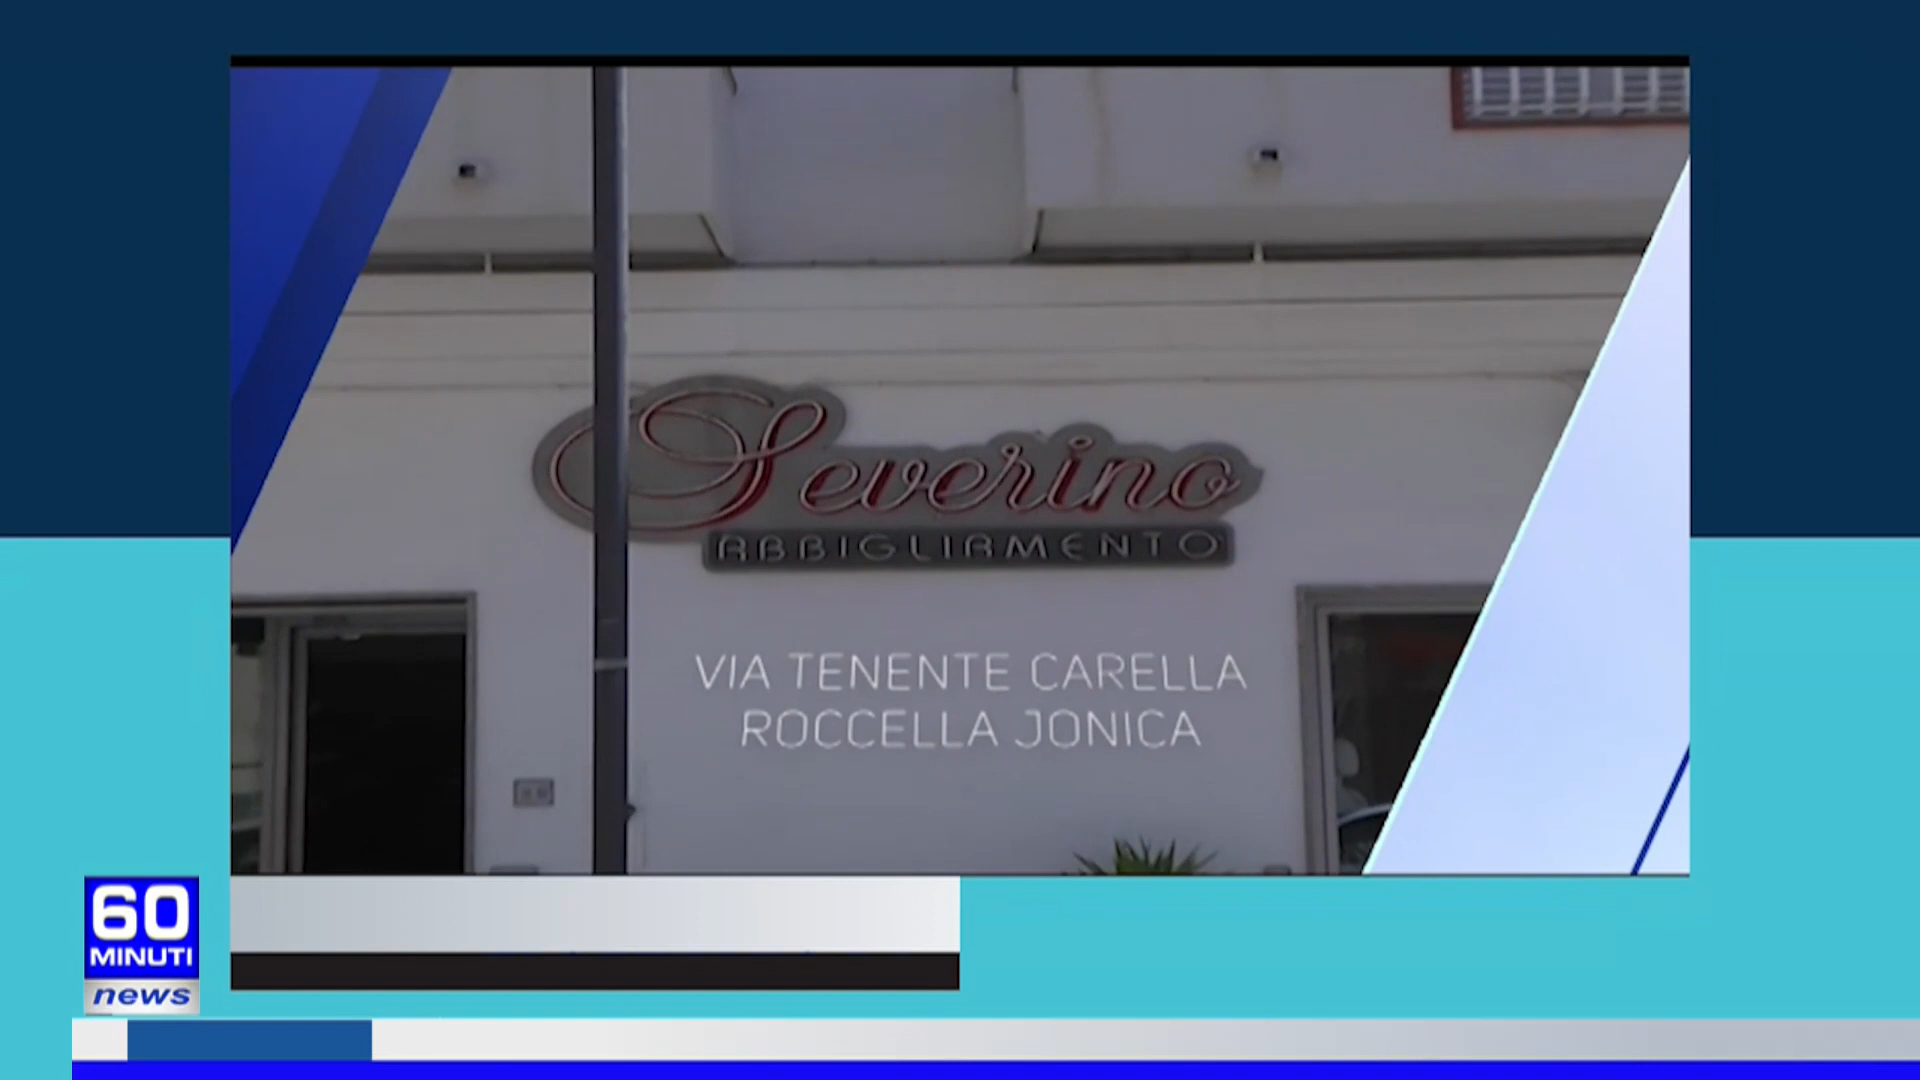 Severino
ABBIGLIAMENTO
VIA TENENTE CARELLA
ROCCELLA JONICA
60
MINUTI
news